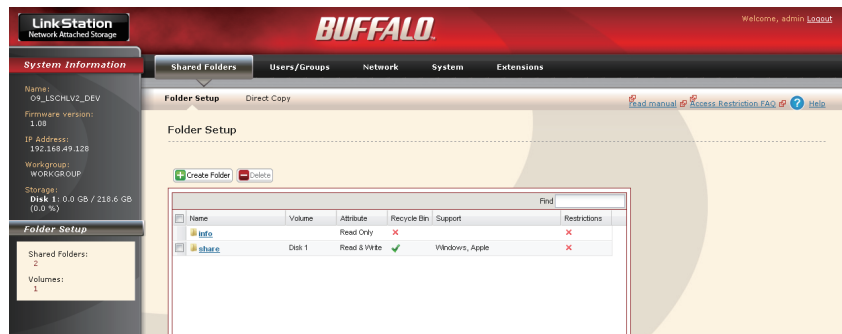 LinkStation
Network Attached Storage
BUFFALO.
Welcome, admin Logout
System Information
Shared Folders Users/Groups Network System Extensions
Name:
O9_LSCHLV2_DEV
Firmware version:
1.08
IP Address:
192.168.49.128
Workgroup:
WORKGROUP
Storage:
Disk 1: 0.0 GB / 218.6 GB
(0.0 %)
Folder Setup
Shared Folders:
2
Volumes:
1
Folder Setup Direct Copy
read manual Access Restriction FAQ ? Help
Folder Setup
Create Folder Delete
Find
Name Volume Attribute Recycle Bin Support Restrictions
info Read Only
share Disk 1 Read & Write Windows, Apple